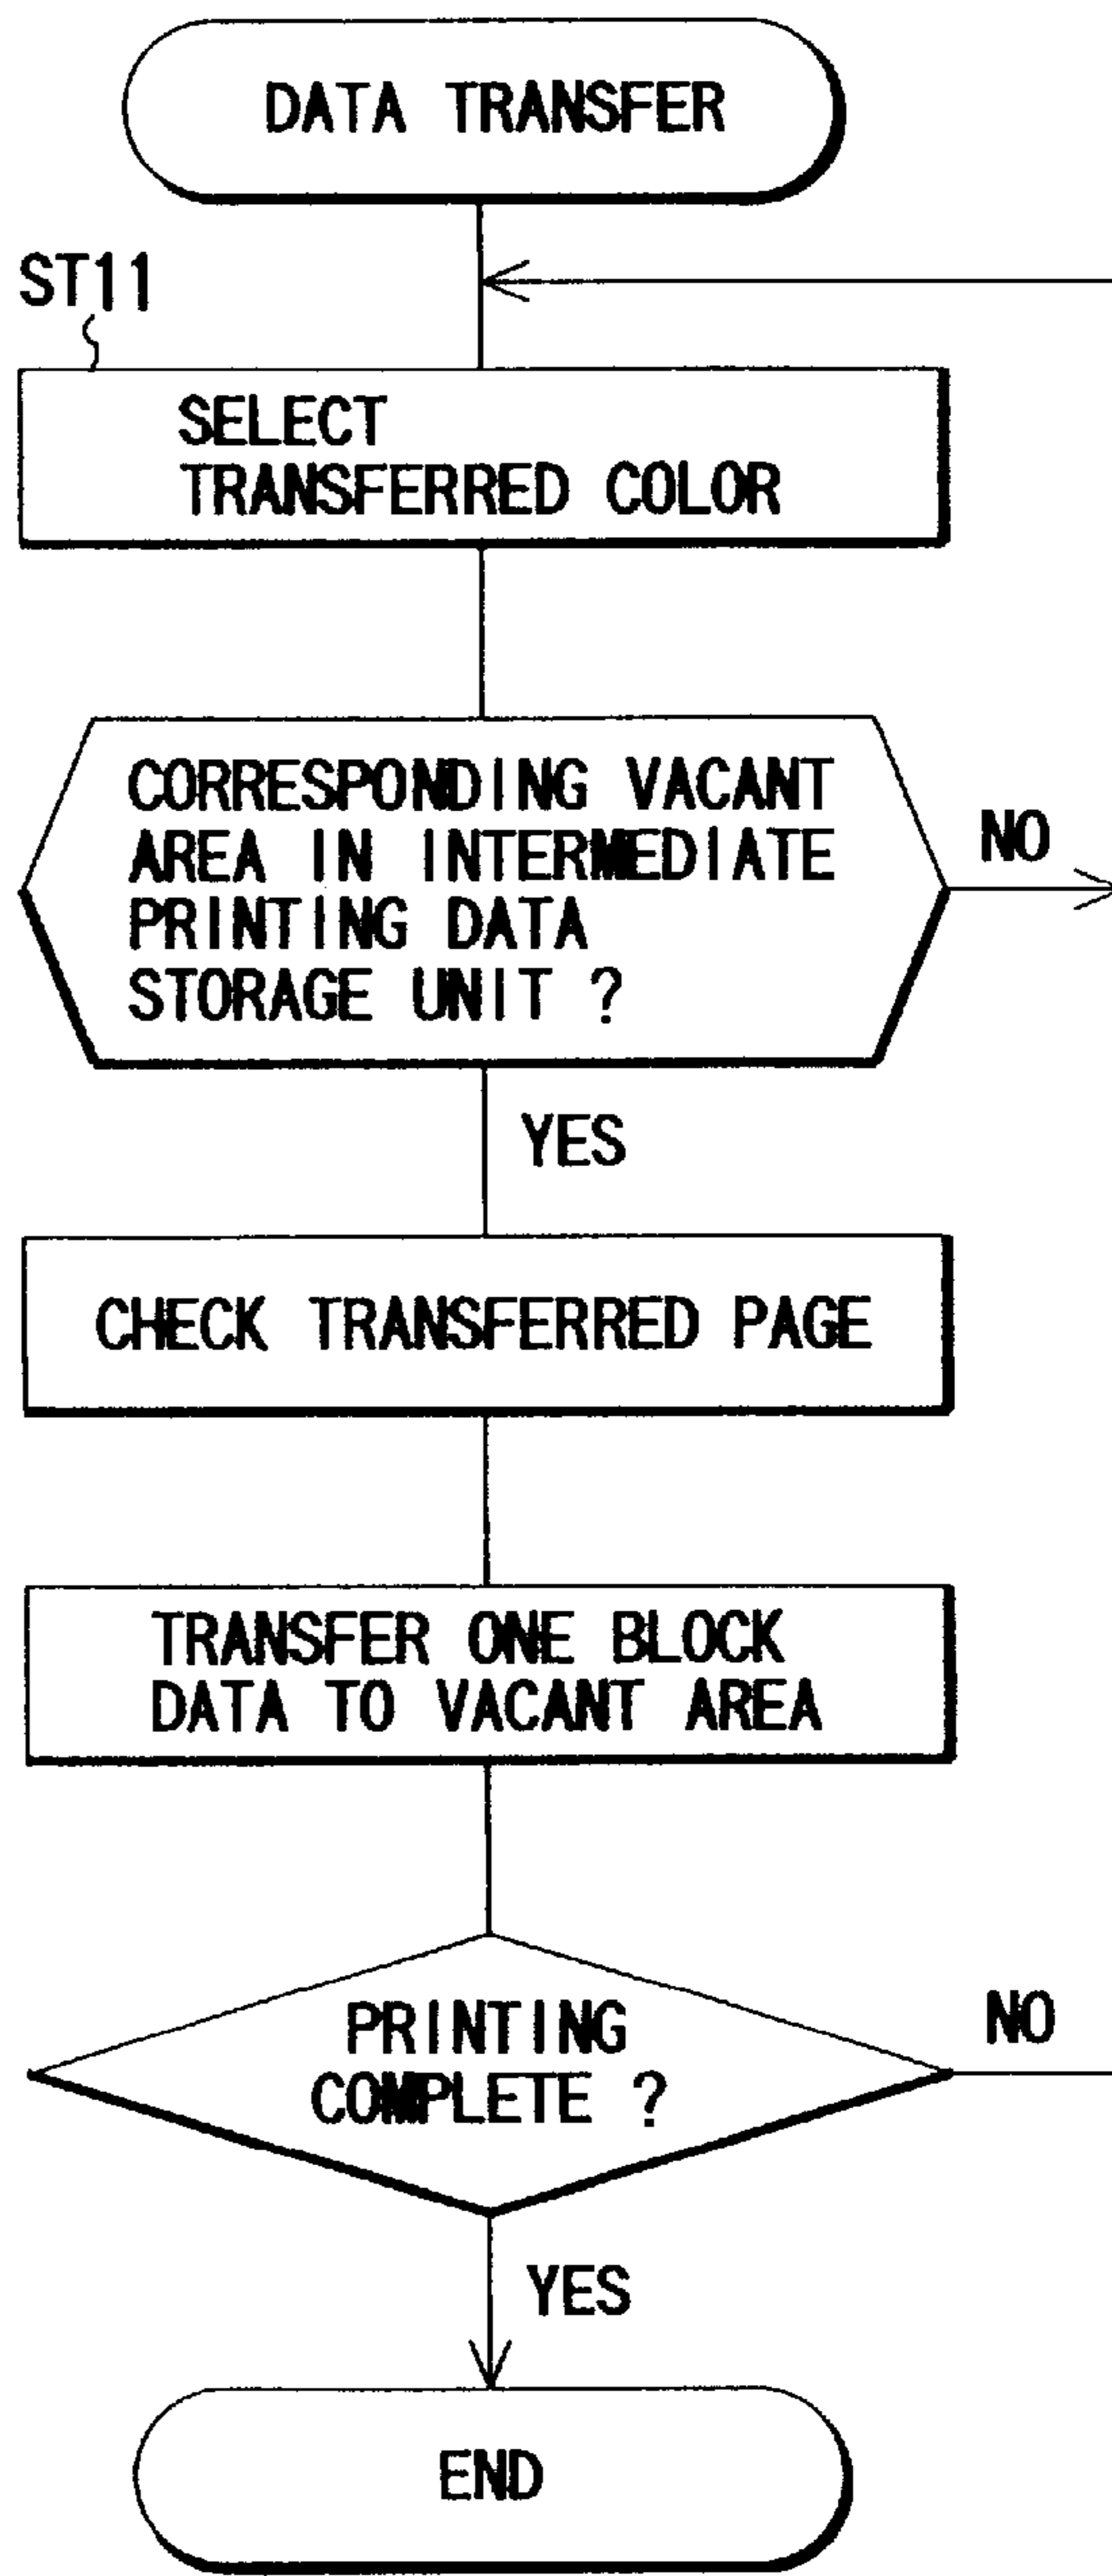 DATA TRANSFER
ST11
SELECT
TRANSFERRED COLOR
CORRESPONDING VACANT
AREA IN INTERMEDIATE
PRINTING DATA
STORAGE UNIT ?
NO
YES
CHECK TRANSFERRED PAGE
TRANSFER ONE BLOCK
DATA TO VACANT AREA
PRINTING
COMPLETE ?
NO
YES
END